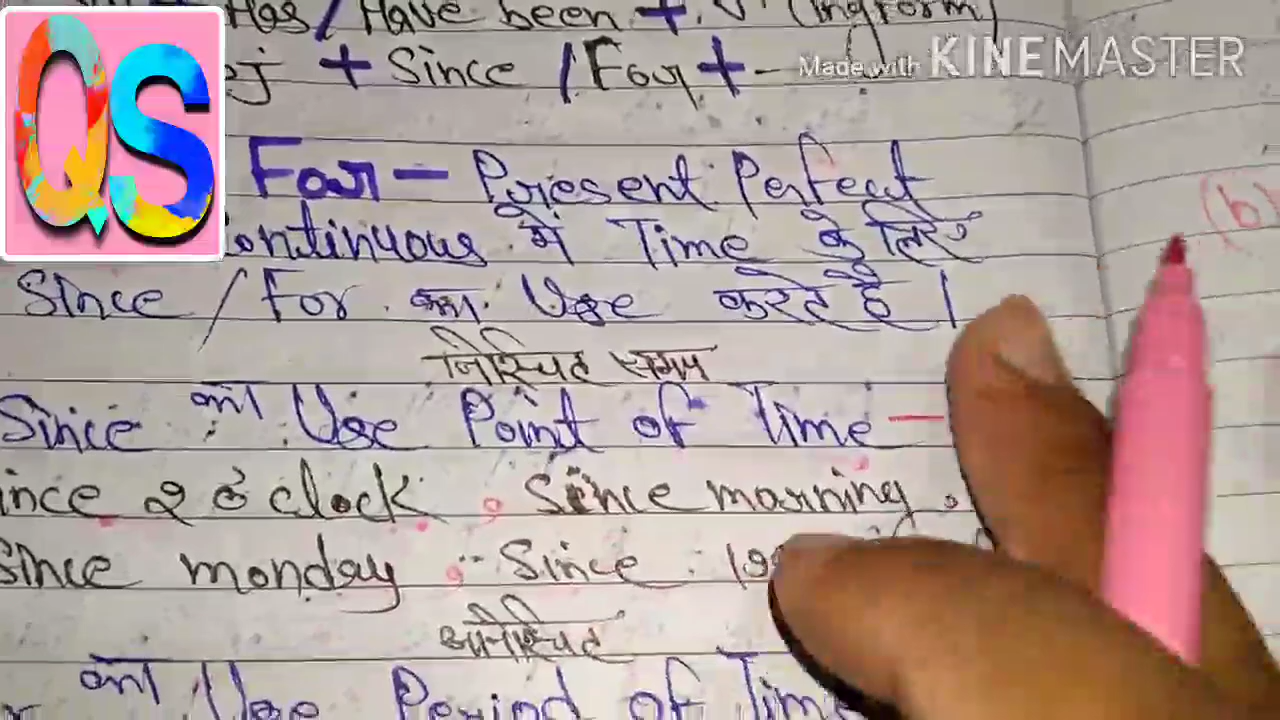 Has/Have been + V (ing form)
Made with KINEMASTER
QS
+ Since / For + -
For - Present Perfect
Continuous में Time के लिए
Since / For का Use करते है ।
निश्चित समय
Since का Use Point of Time -
ince 2 o'clock, Since morning,
Since monday, Since
अनिश्चित
का Use Period of Time